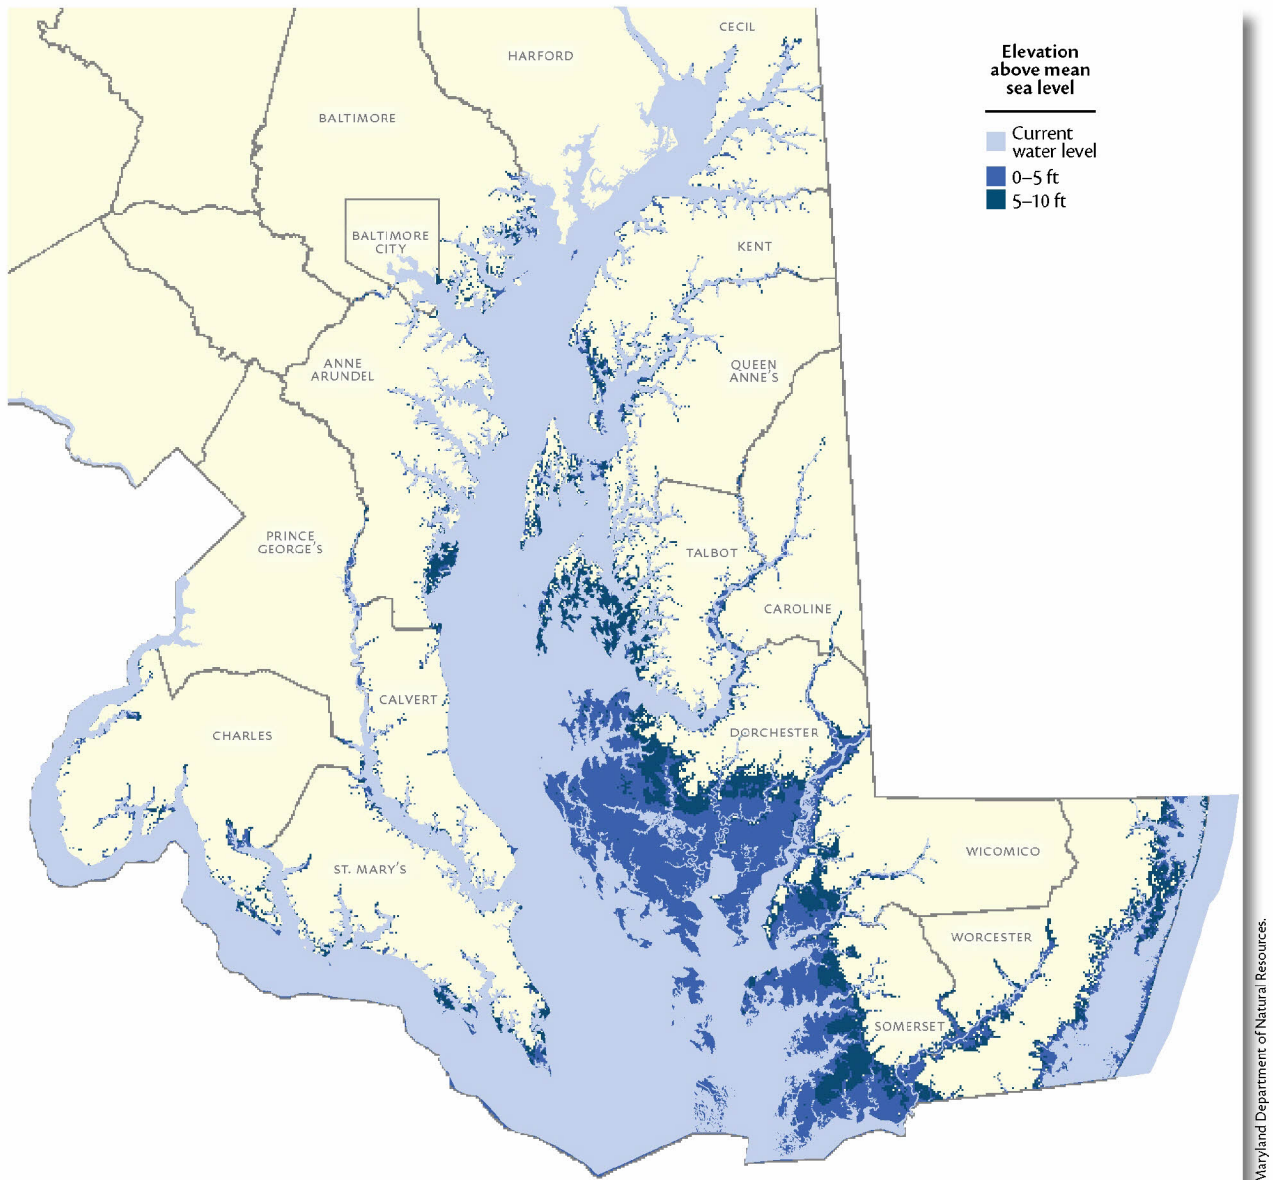 CECIL
HARFORD
BALTIMORE
BALTIMORE
CITY
KENT
ANNE
ARUNDEL
QUEEN
ANNE'S
PRINCE
GEORGE'S
TALBOT
CAROLINE
CALVERT
CHARLES
DORCHESTER
ST. MARY'S
WICOMICO
WORCESTER
SOMERSET
Elevation
above mean
sea level
Current
water level
0–5 ft
5–10 ft
Maryland Department of Natural Resources.